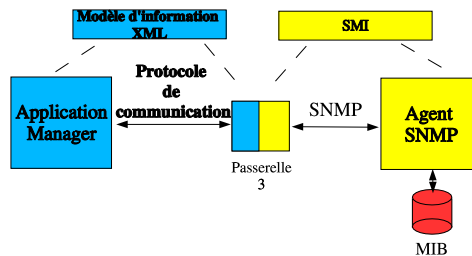 Modèle d'information
XML
SMI
Protocole
de
communication
Application
Manager
SNMP
Agent
SNMP
Passerelle
3
MIB